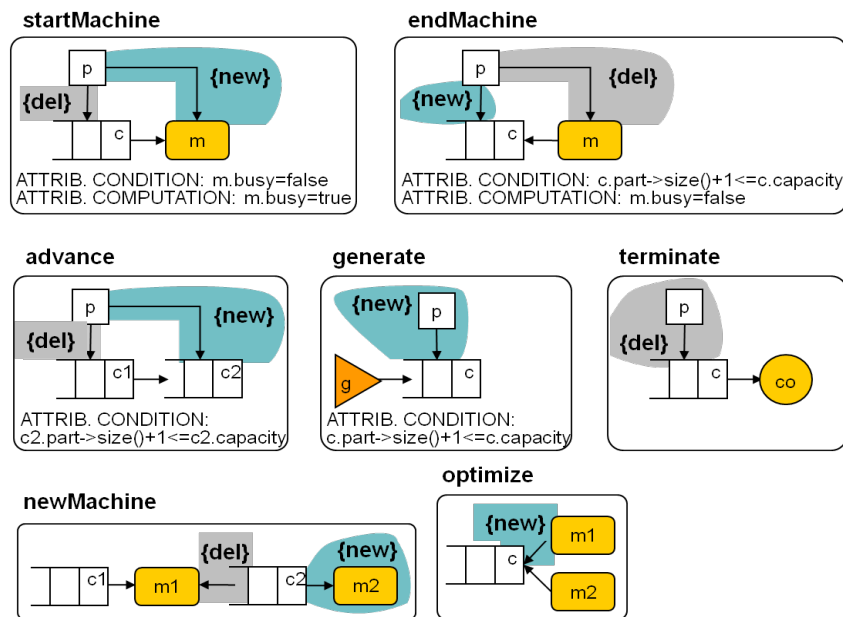 startMachine
p
{new}
{del}
c
m
ATTRIB. CONDITION: m.busy=false
ATTRIB. COMPUTATION: m.busy=true
endMachine
p
{del}
{new}
c
m
ATTRIB. CONDITION: c.part->size()+1<=c.capacity
ATTRIB. COMPUTATION: m.busy=false
advance
p
{new}
{del}
c1
c2
ATTRIB. CONDITION:
c2.part->size()+1<=c2.capacity
generate
{new}
p
g
c
ATTRIB. CONDITION:
c.part->size()+1<=c.capacity
terminate
p
{del}
c
co
newMachine
{del}
{new}
c1
m1
c2
m2
optimize
{new}
m1
c
m2